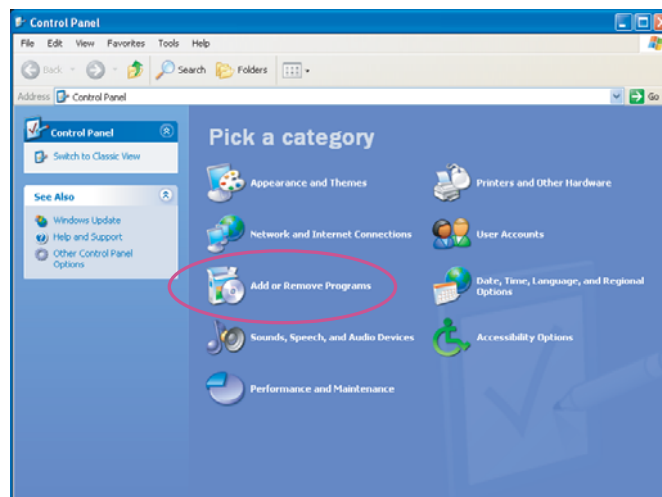 Control Panel
File Edit View Favorites Tools Help
Back Search Folders
Address Control Panel Go
Control Panel
Switch to Classic View
See Also
Windows Update
Help and Support
Other Control Panel
Options
Pick a category
Appearance and Themes
Printers and Other Hardware
Network and Internet Connections
User Accounts
Add or Remove Programs
Date, Time, Language, and Regional
Options
Sounds, Speech, and Audio Devices
Accessibility Options
Performance and Maintenance